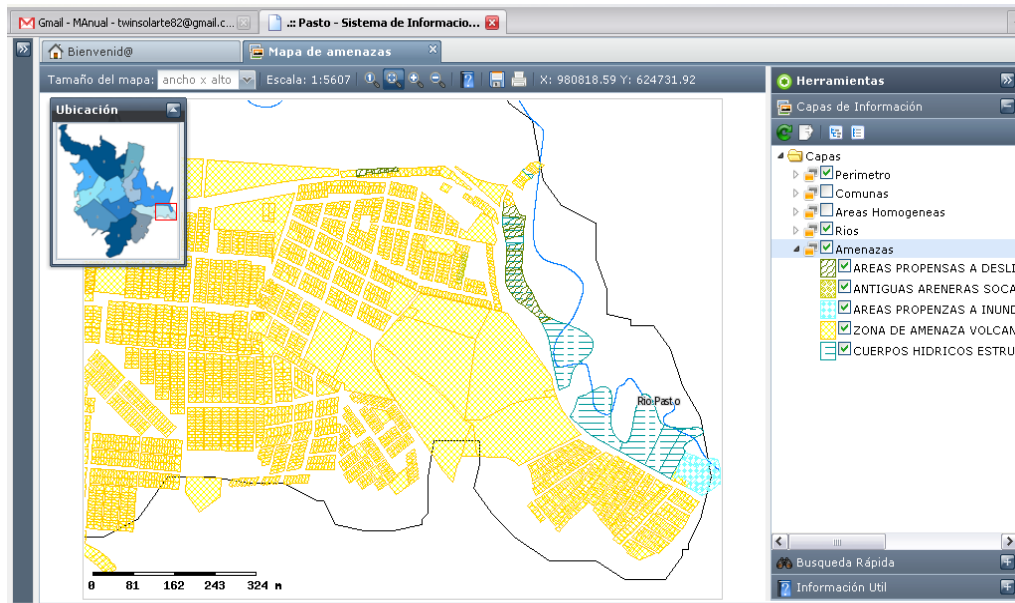 Gmail - MAnual - twinsolarte82@gmail.c...
.:: Pasto - Sistema de Informacio...
Bienvenid@
Mapa de amenazas
Tamaño del mapa: ancho x alto Escala: 1:5607 X: 980818.59 Y: 624731.92
Ubicación
Rio Pasto
0 81 162 243 324 m
Herramientas
Capas de Información
Capas
Perimetro
Comunas
Areas Homogeneas
Rios
Amenazas
AREAS PROPENSAS A DESLI
ANTIGUAS ARENERAS SOCA
AREAS PROPENZAS A INUND
ZONA DE AMENAZA VOLCAN
CUERPOS HIDRICOS ESTRU
Busqueda Rápida
Información Util